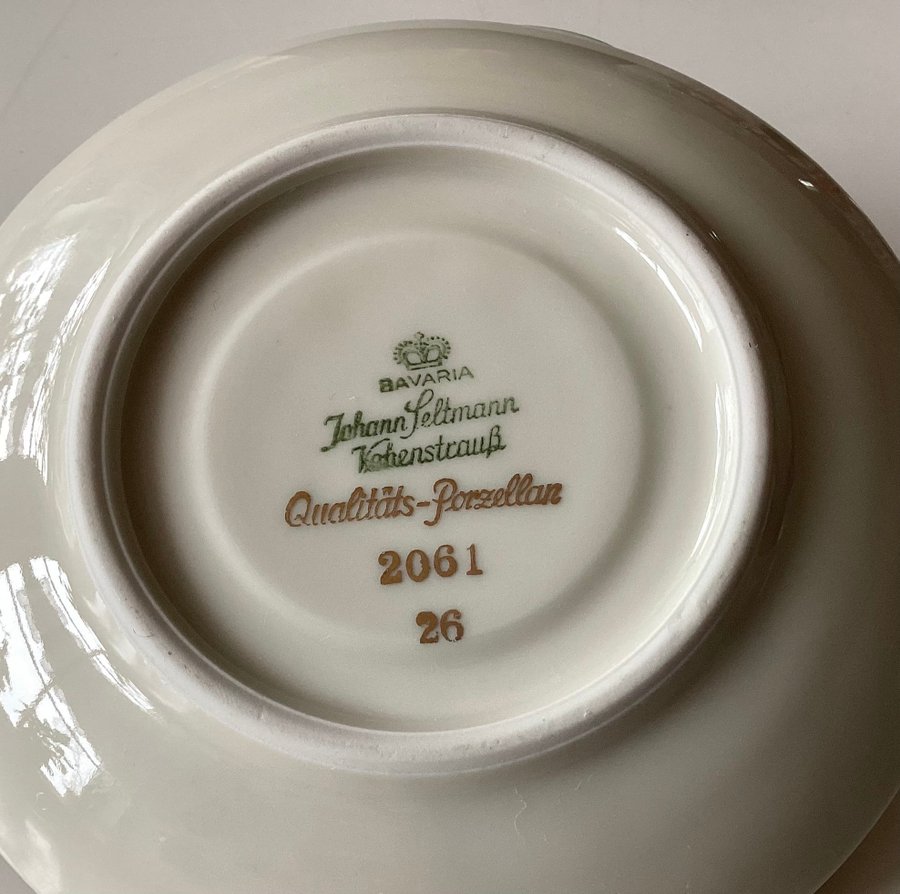 BAVARIA
Johann Seltmann
Vohenstrauß
Qualitäts-Porzellan
2061
26